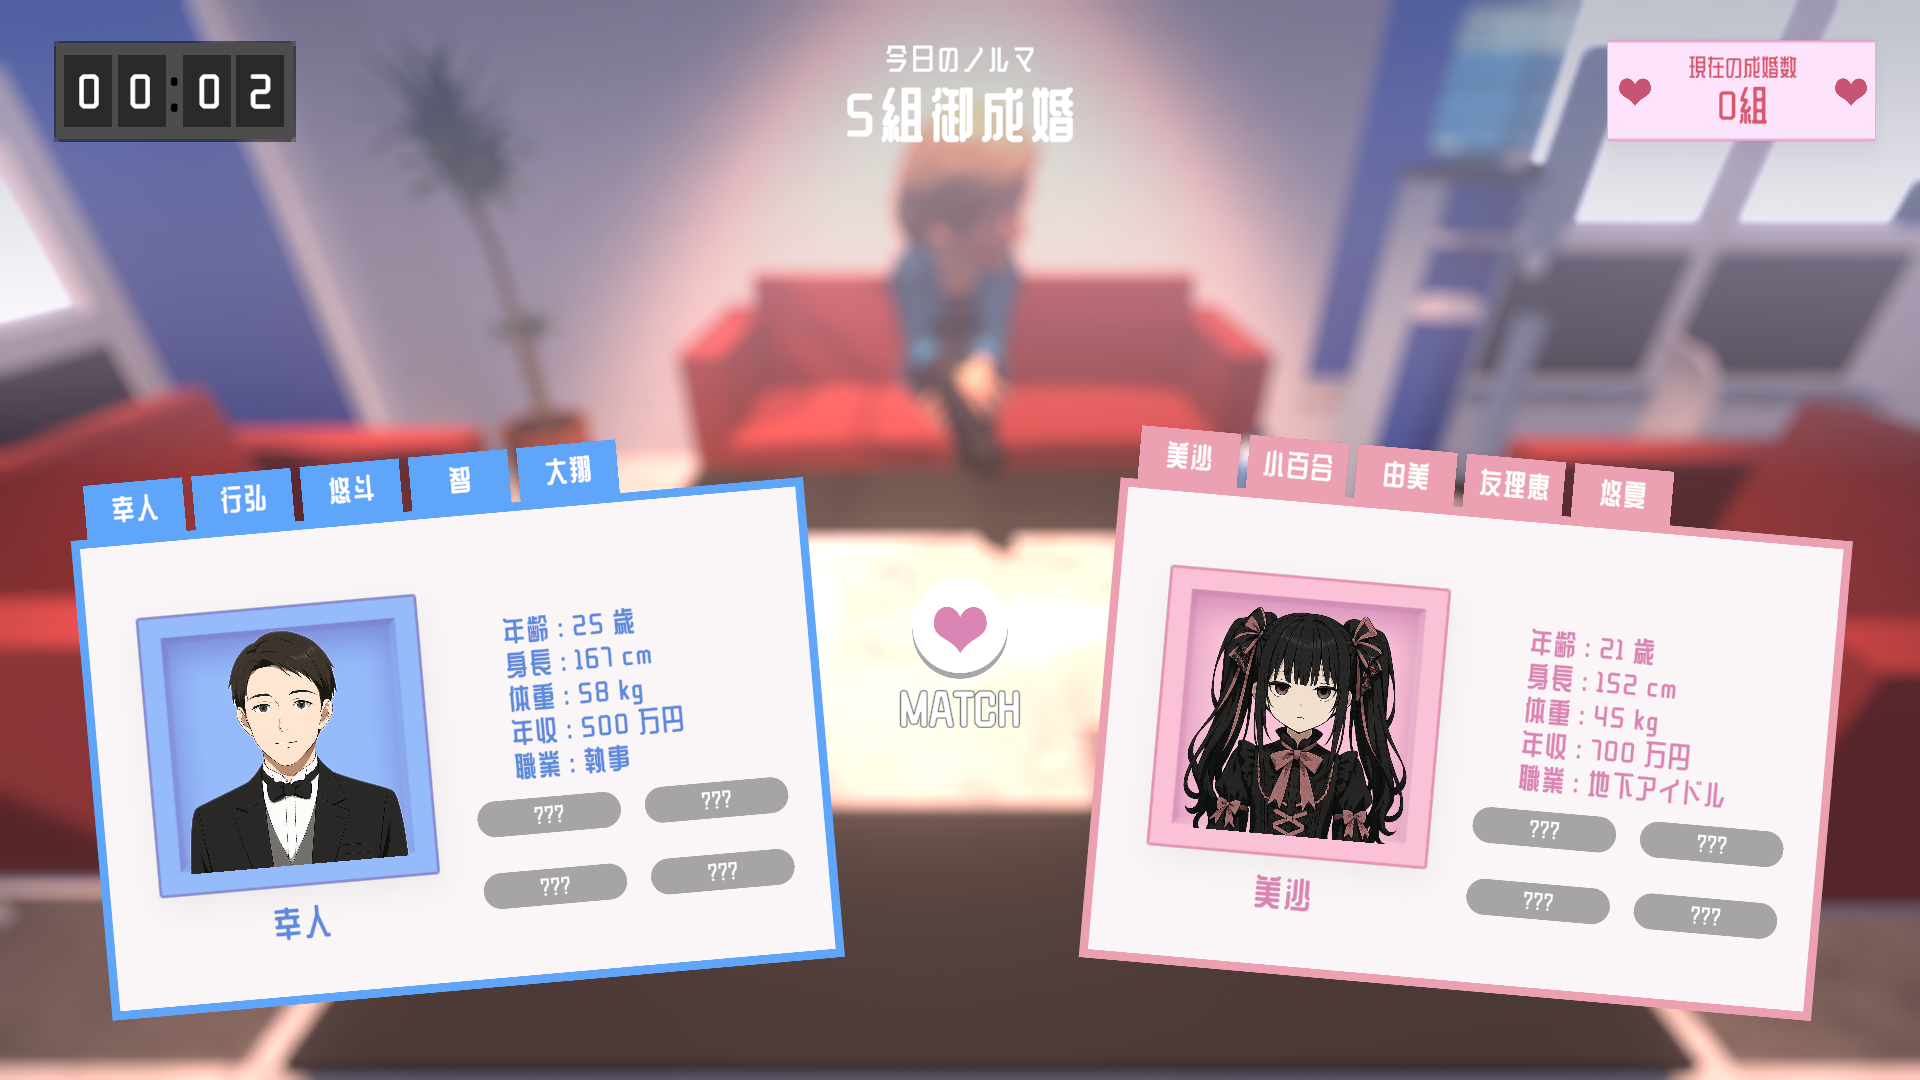 00:02
今日のノルマ
5組御成婚
現在の成婚数
0組
幸人
行弘
悠斗
智
大翔
年齢 : 25 歳
身長 : 167 cm
体重 : 58 kg
年収 : 500 万円
職業 : 執事
???
???
???
???
幸人
MATCH
美沙
小百合
由美
友理恵
悠夏
年齢 : 21 歳
身長 : 152 cm
体重 : 45 kg
年収 : 700 万円
職業 : 地下アイドル
???
???
???
???
美沙